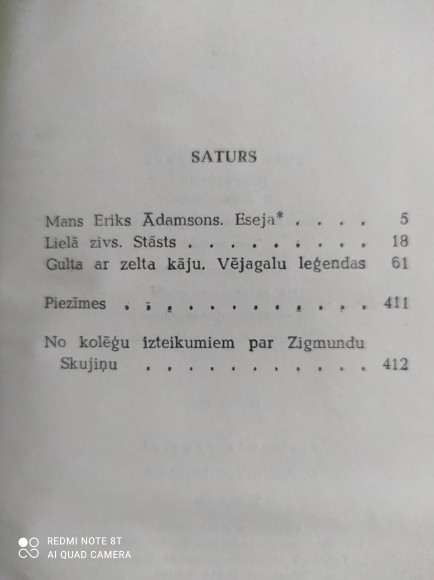 SATURS
Mans Eriks Ādamsons. Eseja* . . . . 5
Lielā zivs. Stāsts . . . . . . . . . 18
Gulta ar zelta kāju. Vējagalu leģendas 61
Piezīmes . . . . . . . . . . . . 411
No kolēģu izteikumiem par Zigmundu
Skujiņu . . . . . . . . . . . 412
REDMI NOTE 8T
AI QUAD CAMERA